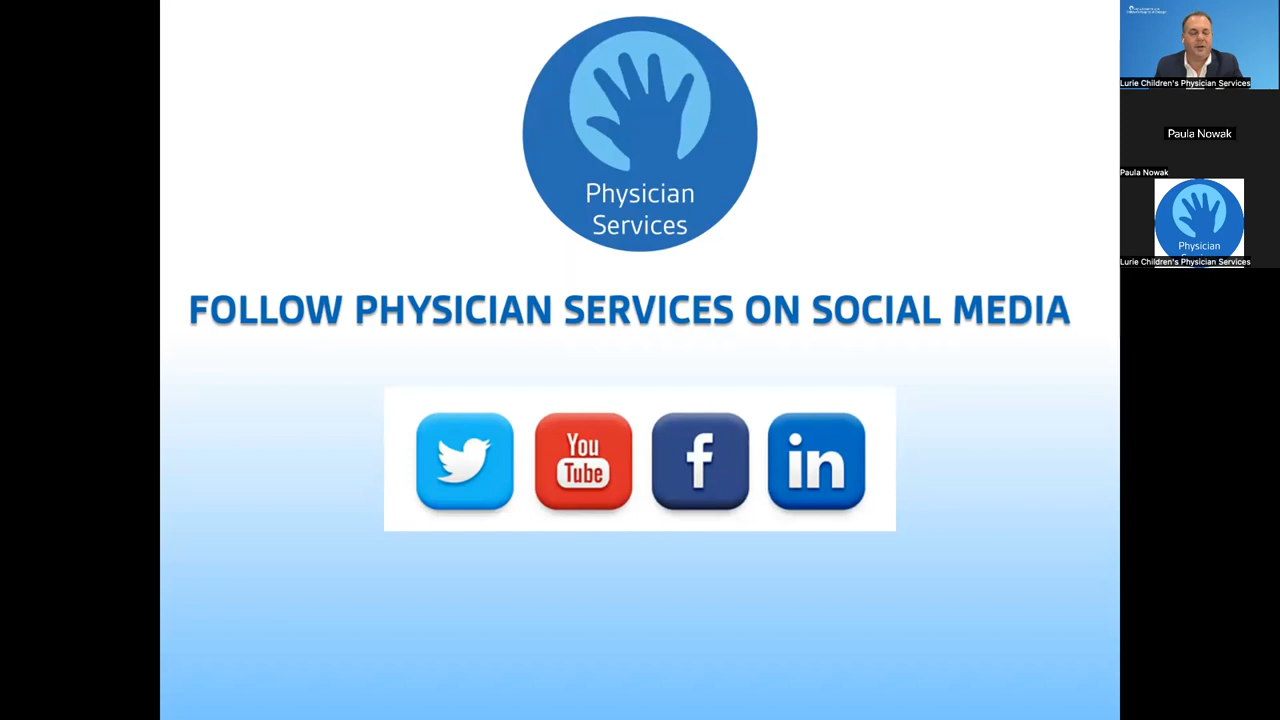 Physician
Services
FOLLOW PHYSICIAN SERVICES ON SOCIAL MEDIA
You
Tube
f
in
Lurie Children's Physician Services
Paula Nowak
Paula Nowak
Physician
Lurie Children's Physician Services